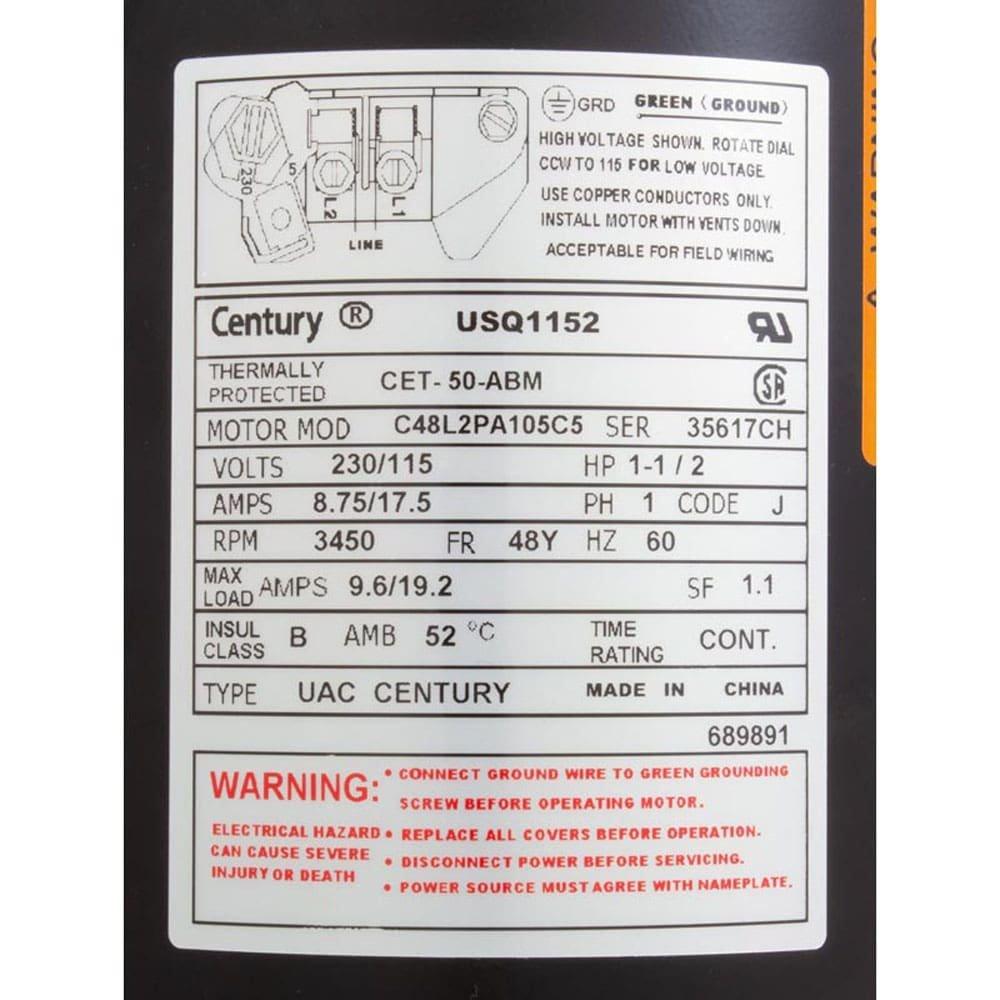 GRD GREEN (GROUND)
HIGH VOLTAGE SHOWN. ROTATE DIAL
CCW TO 115 FOR LOW VOLTAGE
USE COPPER CONDUCTORS ONLY.
INSTALL MOTOR WITH VENTS DOWN.
ACCEPTABLE FOR FIELD WIRING
230
5
L2 L1
LINE
Century ® USQ1152
THERMALLY PROTECTED CET- 50-ABM SA
MOTOR MOD C48L2PA105C5 SER 35617CH
VOLTS 230/115 HP 1-1 / 2
AMPS 8.75/17.5 PH 1 CODE J
RPM 3450 FR 48Y HZ 60
MAX LOAD AMPS 9.6/19.2 SF 1.1
INSUL CLASS B AMB 52 °C TIME RATING CONT.
TYPE UAC CENTURY MADE IN CHINA
689891
WARNING:
ELECTRICAL HAZARD
CAN CAUSE SEVERE
INJURY OR DEATH
• CONNECT GROUND WIRE TO GREEN GROUNDING
SCREW BEFORE OPERATING MOTOR.
• REPLACE ALL COVERS BEFORE OPERATION.
• DISCONNECT POWER BEFORE SERVICING.
• POWER SOURCE MUST AGREE WITH NAMEPLATE.
WARNING